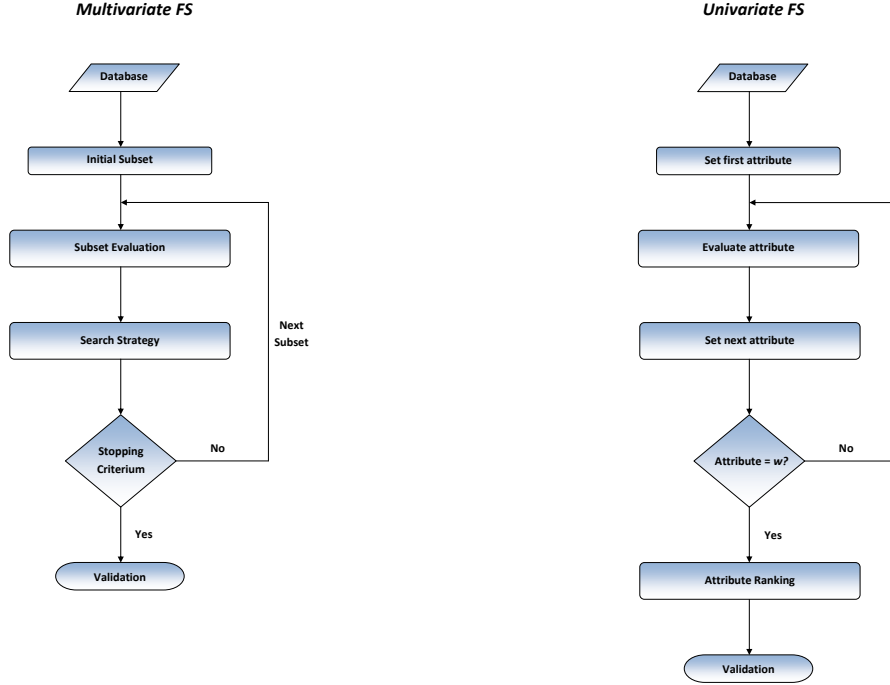 Multivariate FS
Database
Initial Subset
Subset Evaluation
Search Strategy
Next
Subset
Stopping
Criterium
No
Yes
Validation
Univariate FS
Database
Set first attribute
Evaluate attribute
Set next attribute
Attribute = w?
No
Yes
Attribute Ranking
Validation